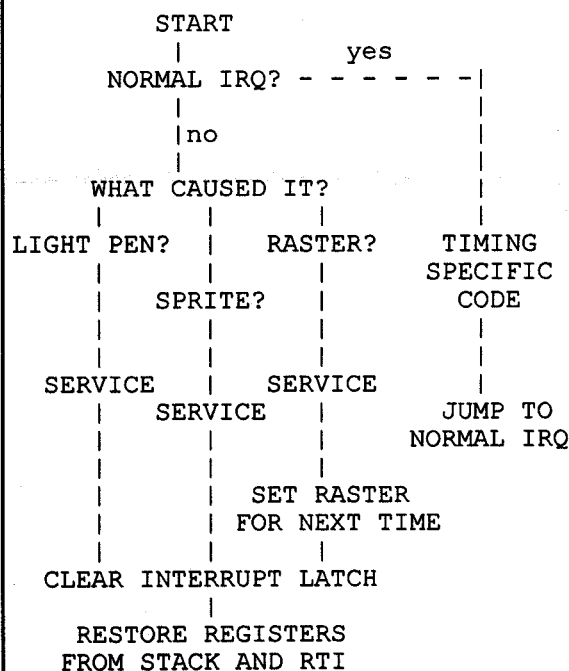 START
yes
NORMAL IRQ?
no
WHAT CAUSED IT?
LIGHT PEN? RASTER? TIMING
SPECIFIC
SPRITE? CODE
SERVICE SERVICE
SERVICE JUMP TO
NORMAL IRQ
SET RASTER
FOR NEXT TIME
CLEAR INTERRUPT LATCH
RESTORE REGISTERS
FROM STACK AND RTI